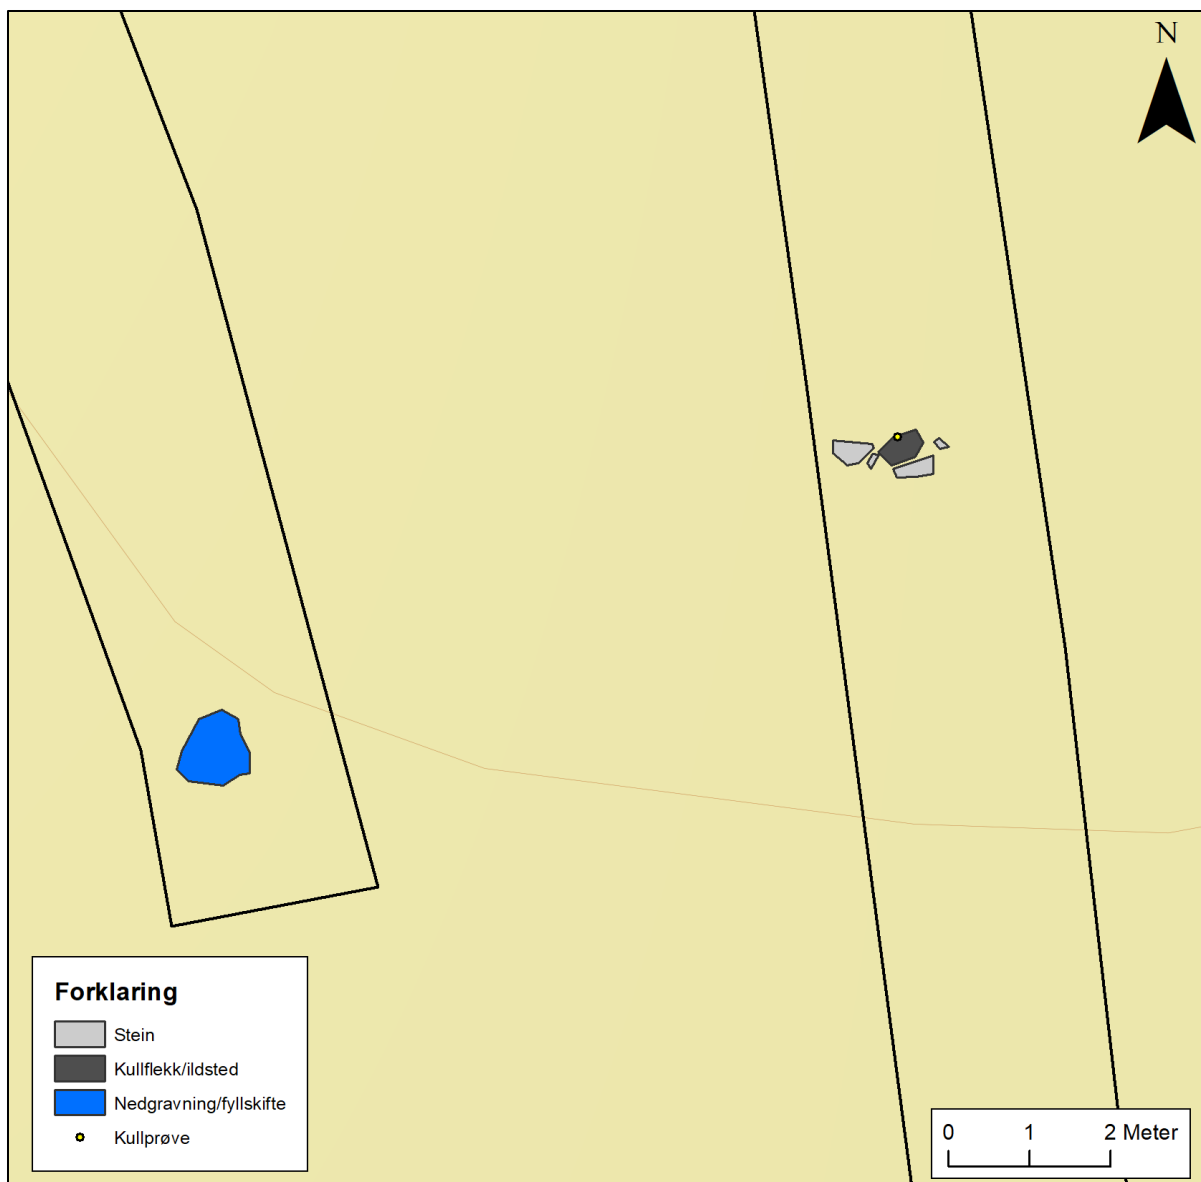 N
Forklaring
Stein
Kullflekk/ildsted
Nedgravning/fyllskifte
Kullprøve
0 1 2 Meter